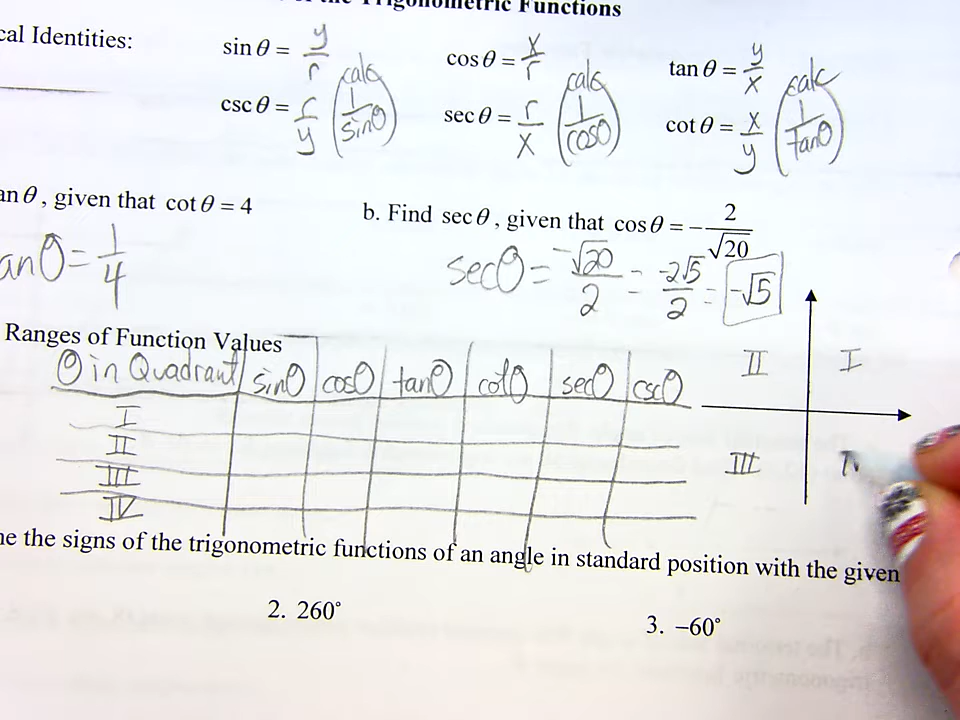 the Trigonometric Functions
cal Identities: sin θ = y/r cos θ = x/r tan θ = y/x
csc θ = r/y (calc 1/sinθ) sec θ = r/x (calc 1/cosθ) cot θ = x/y (calc 1/tanθ)
an θ, given that cot θ = 4 b. Find sec θ, given that cos θ = −2/√20
anθ = 1/4 secθ = -√20/2 = -2√5/2 = -√5
Ranges of Function Values
θ in Quadrant sinθ cosθ tanθ cotθ secθ cscθ
I
II
III
IV
II I
III
ne the signs of the trigonometric functions of an angle in standard position with the given
2. 260° 3. −60°